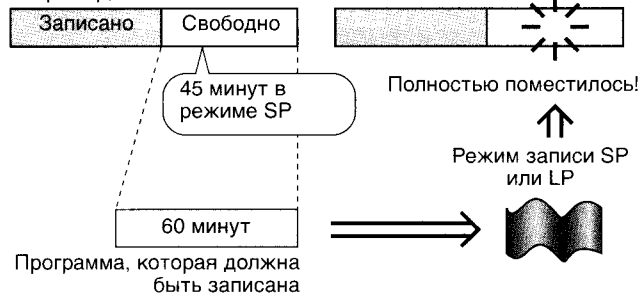 Записано
Свободно
45 минут в
режиме SP
Полностью поместилось!
Режим записи SP
или LP
60 минут
Программа, которая должна
быть записана